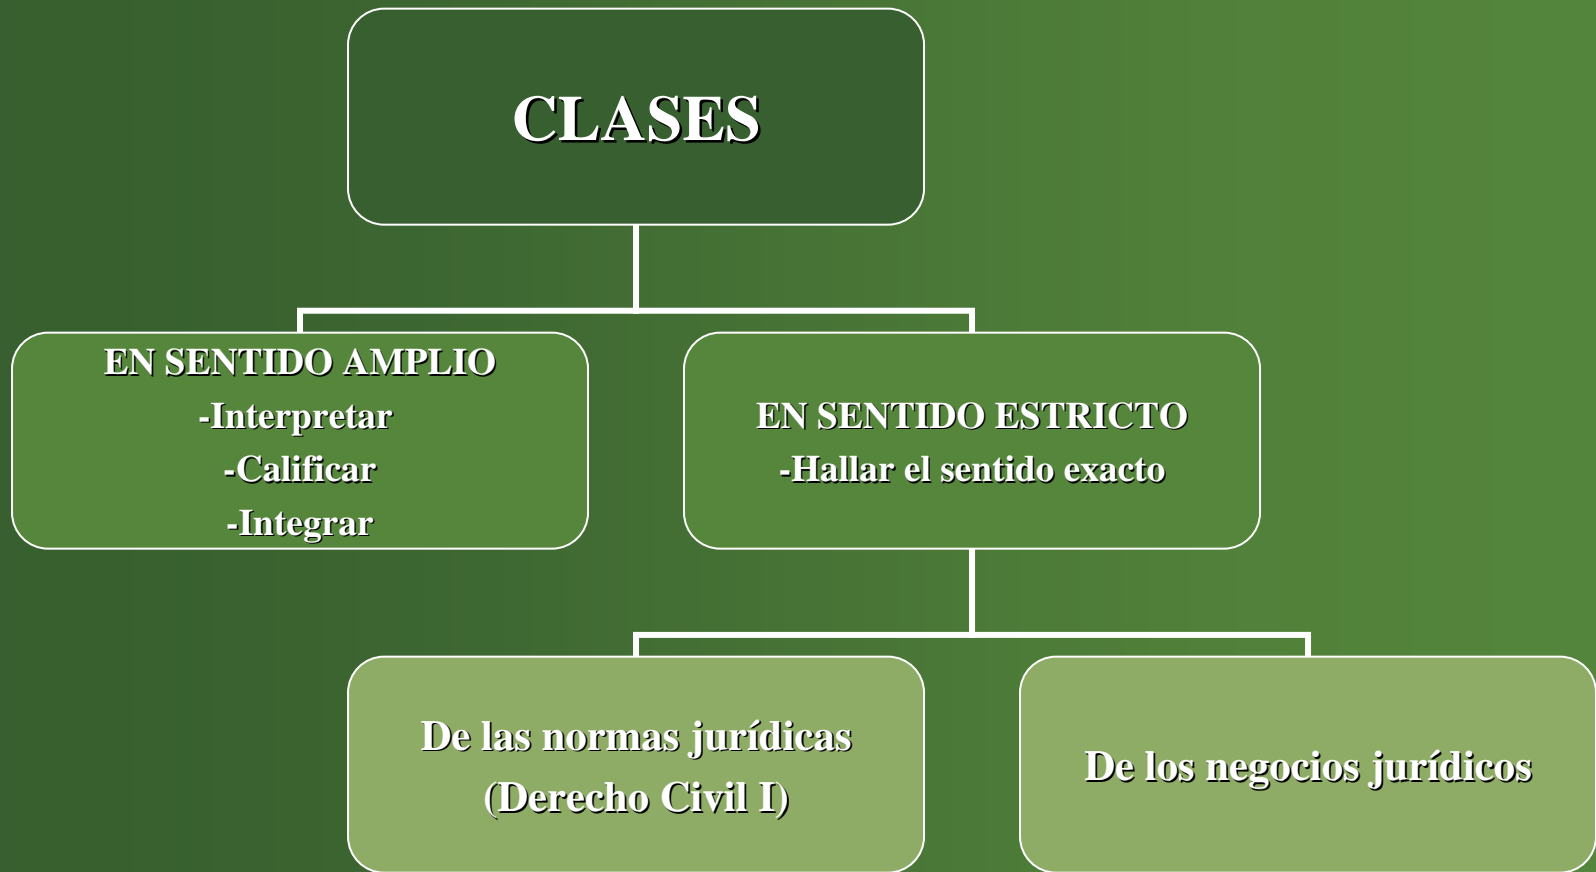 CLASES
EN SENTIDO AMPLIO
-Interpretar
-Calificar
-Integrar
EN SENTIDO ESTRICTO
-Hallar el sentido exacto
De las normas jurídicas
(Derecho Civil I)
De los negocios jurídicos